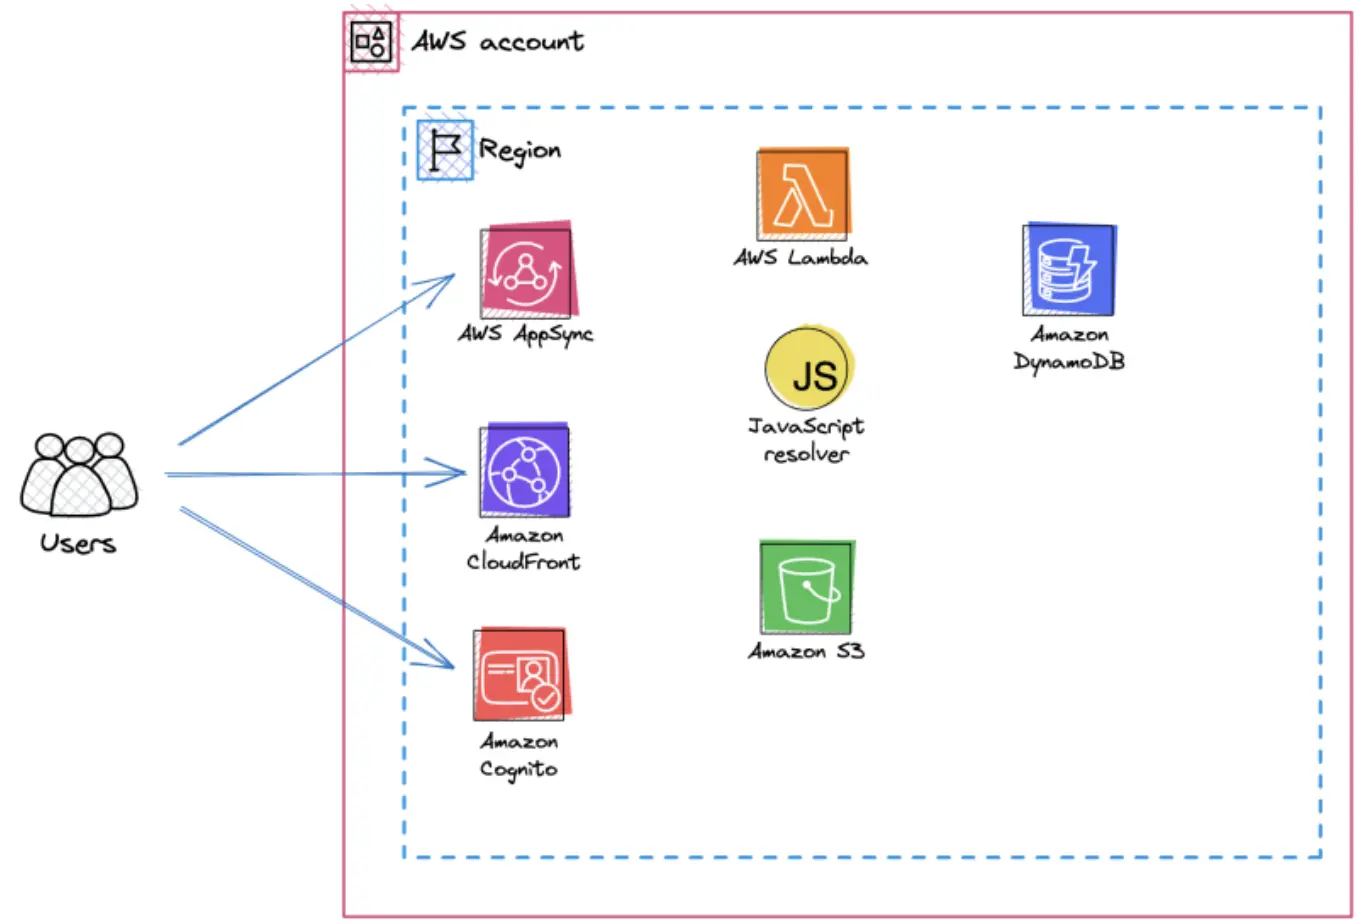 AWS account
Region
AWS Lambda
AWS AppSync
Amazon
DynamoDB
JS
JavaScript
resolver
Users
Amazon
CloudFront
Amazon S3
Amazon
Cognito